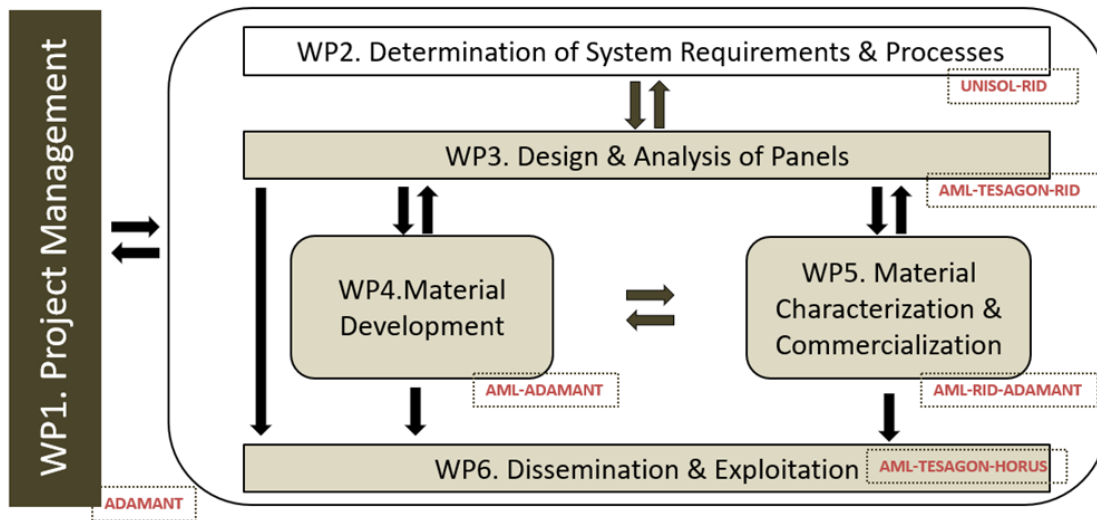 WP1. Project Management
ADAMANT
WP2. Determination of System Requirements & Processes
UNISOL-RID
WP3. Design & Analysis of Panels
AML-TESAGON-RID
WP4.Material
Development
AML-ADAMANT
WP5. Material
Characterization &
Commercialization
AML-RID-ADAMANT
WP6. Dissemination & Exploitation
AML-TESAGON-HORUS